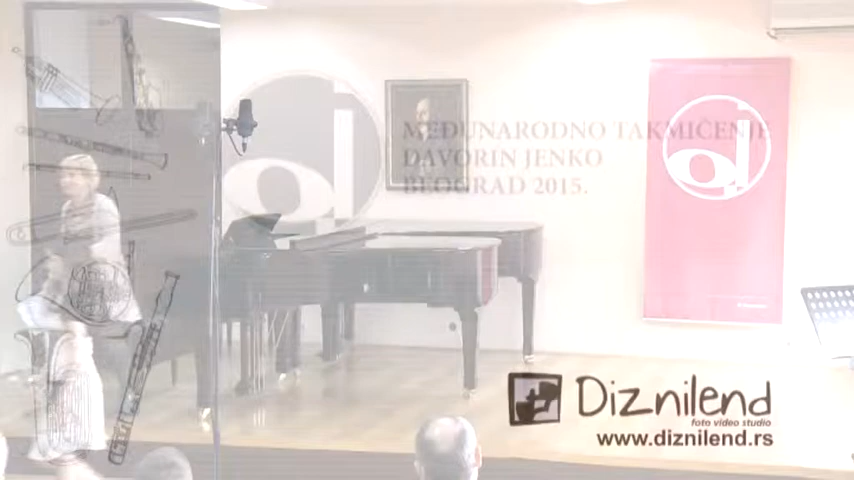 MEĐUNARODNO TAKMIČENJE
DAVORIN JENKO
BEOGRAD 2015.
Diznilend
foto video studio
www.diznilend.rs